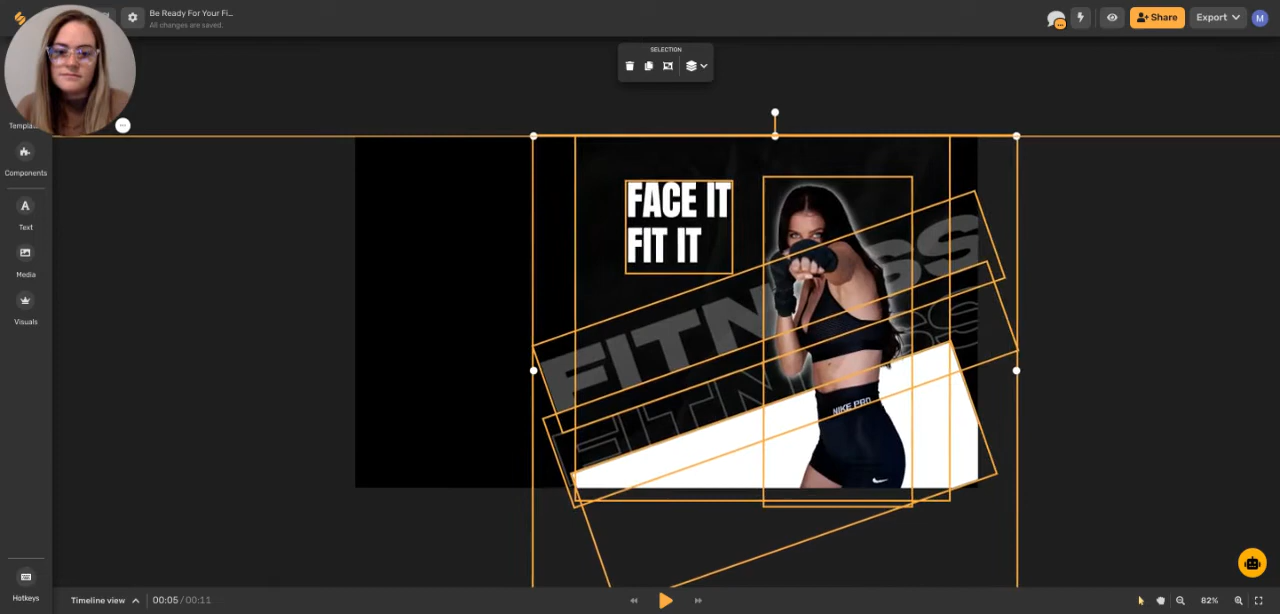 Be Ready For Your Fi...
All changes are saved.
Share
Export
M
SELECTION
Components
Text
Media
Visuals
Hotkeys
FACE IT
FIT IT
FITNESS
FITNESS
NIKE PRO
Timeline view
00:05 / 00:11
82%